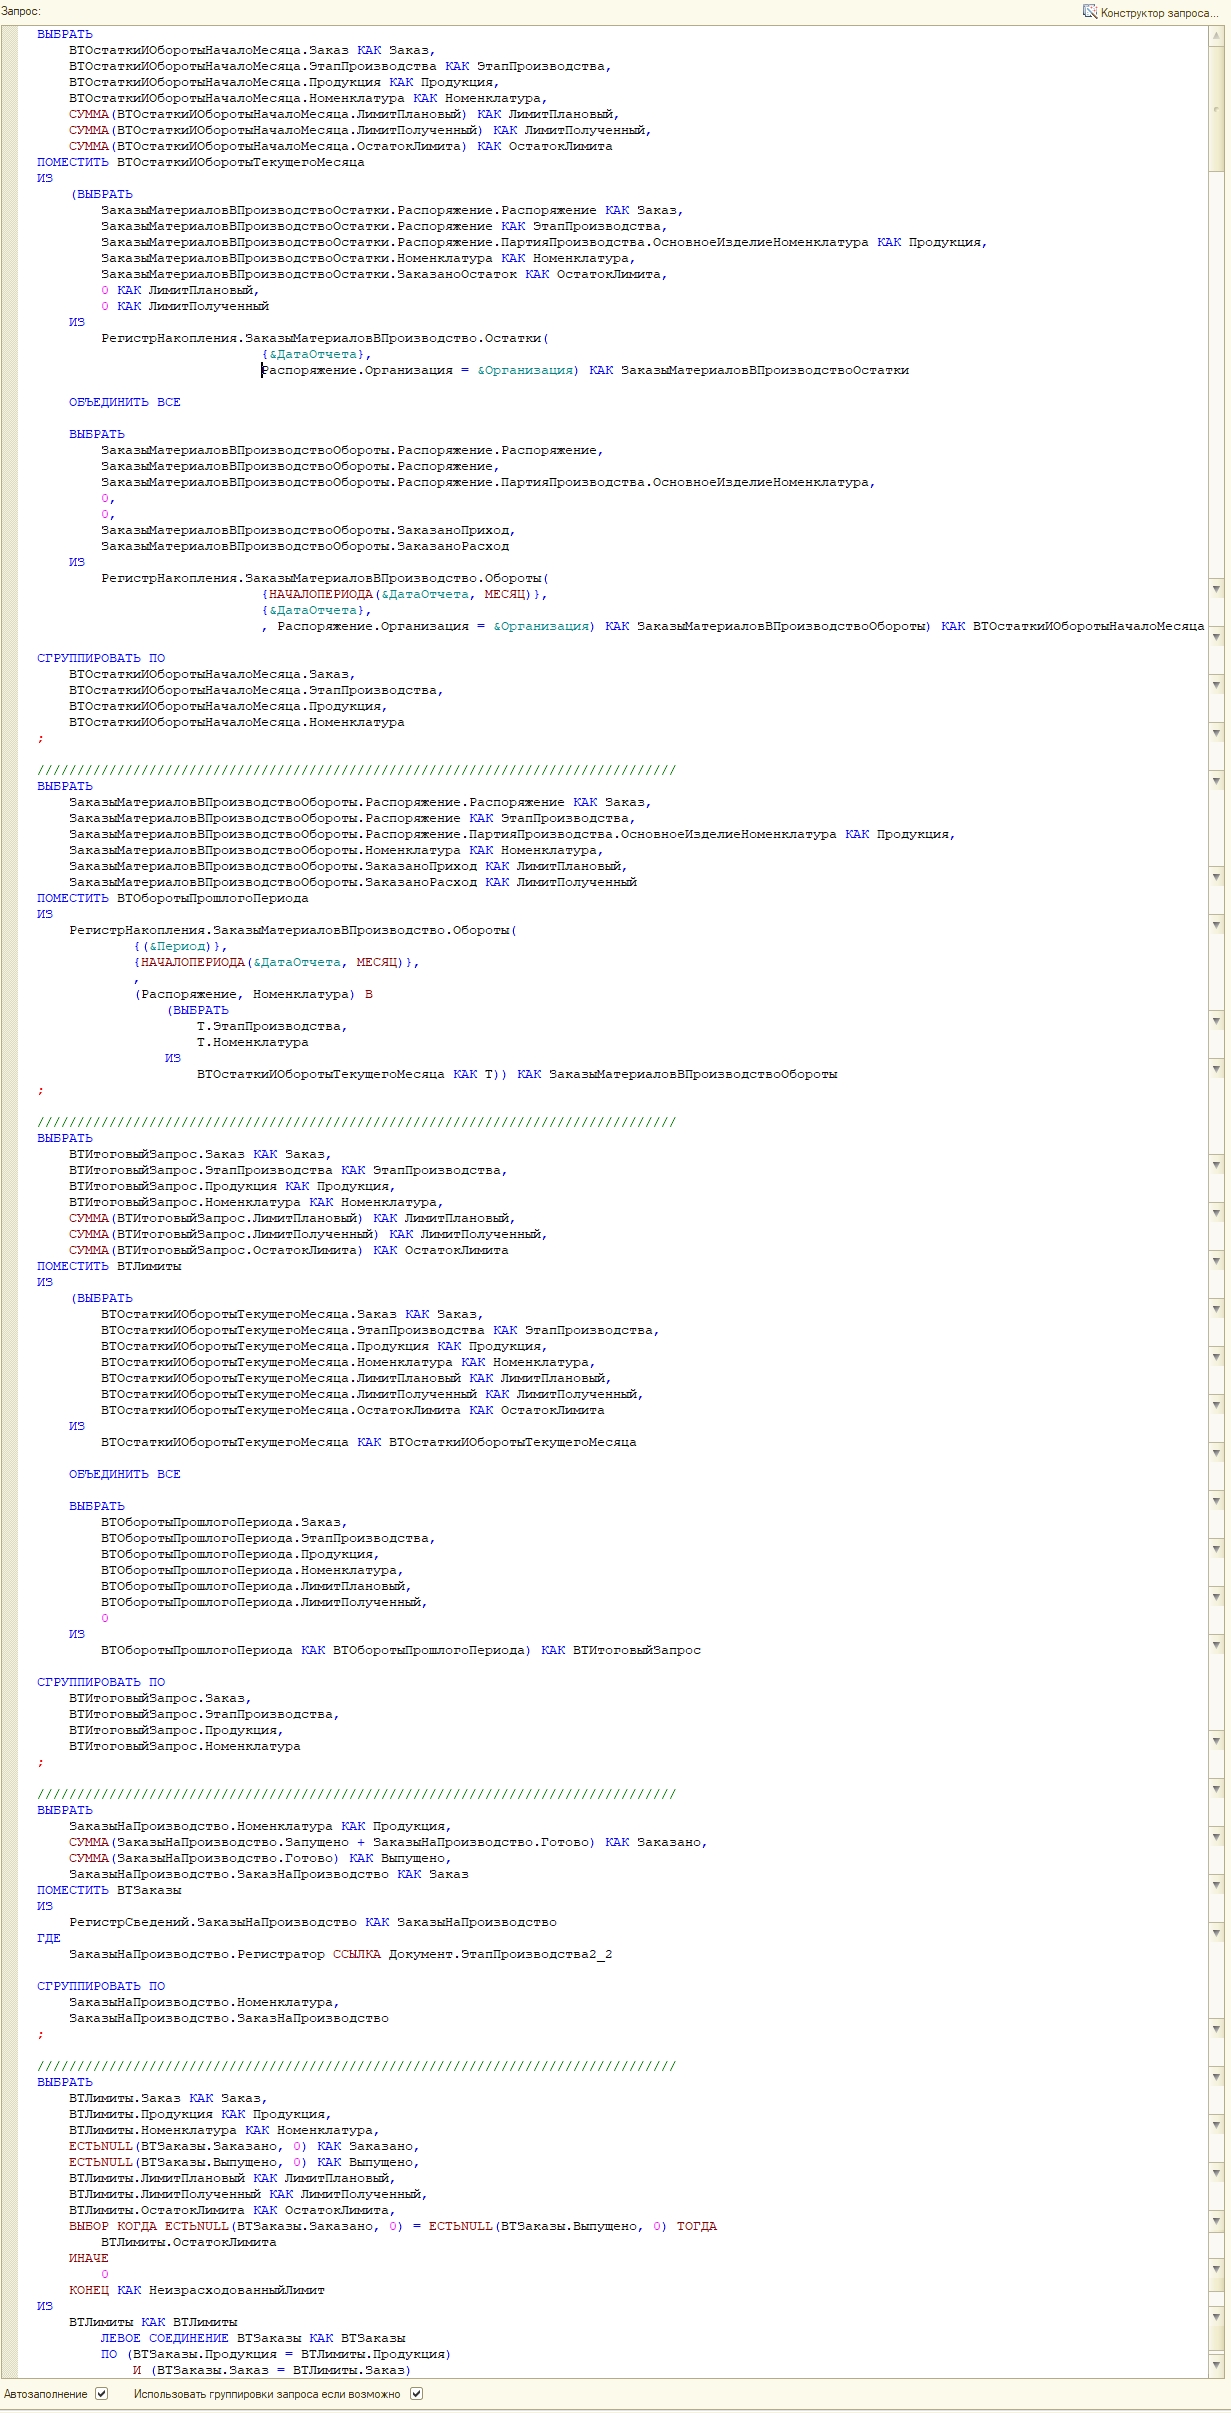 Запрос:
Конструктор запроса...
ВЫБРАТЬ
ВТОстаткиИОборотыНачалоМесяца.Заказ КАК Заказ,
ВТОстаткиИОборотыНачалоМесяца.ЭтапПроизводства КАК ЭтапПроизводства,
ВТОстаткиИОборотыНачалоМесяца.Продукция КАК Продукция,
ВТОстаткиИОборотыНачалоМесяца.Номенклатура КАК Номенклатура,
СУММА(ВТОстаткиИОборотыНачалоМесяца.ЛимитПлановый) КАК ЛимитПлановый,
СУММА(ВТОстаткиИОборотыНачалоМесяца.ЛимитПолученный) КАК ЛимитПолученный,
СУММА(ВТОстаткиИОборотыНачалоМесяца.ОстатокЛимита) КАК ОстатокЛимита
ПОМЕСТИТЬ ВТОстаткиИОборотыТекущегоМесяца
ИЗ
(ВЫБРАТЬ
ЗаказыМатериаловВПроизводствоОстатки.Распоряжение.Распоряжение КАК Заказ,
ЗаказыМатериаловВПроизводствоОстатки.Распоряжение КАК ЭтапПроизводства,
ЗаказыМатериаловВПроизводствоОстатки.Распоряжение.ПартияПроизводства.ОсновноеИзделиеНоменклатура КАК Продукция,
ЗаказыМатериаловВПроизводствоОстатки.Номенклатура КАК Номенклатура,
ЗаказыМатериаловВПроизводствоОстатки.ЗаказаноОстаток КАК ОстатокЛимита,
0 КАК ЛимитПлановый,
0 КАК ЛимитПолученный
ИЗ
РегистрНакопления.ЗаказыМатериаловВПроизводство.Остатки(
{&ДатаОтчета},
Распоряжение.Организация = &Организация) КАК ЗаказыМатериаловВПроизводствоОстатки
ОБЪЕДИНИТЬ ВСЕ
ВЫБРАТЬ
ЗаказыМатериаловВПроизводствоОбороты.Распоряжение.Распоряжение,
ЗаказыМатериаловВПроизводствоОбороты.Распоряжение,
ЗаказыМатериаловВПроизводствоОбороты.Распоряжение.ПартияПроизводства.ОсновноеИзделиеНоменклатура,
0,
0,
ЗаказыМатериаловВПроизводствоОбороты.ЗаказаноПриход,
ЗаказыМатериаловВПроизводствоОбороты.ЗаказаноРасход
ИЗ
РегистрНакопления.ЗаказыМатериаловВПроизводство.Обороты(
{НАЧАЛОПЕРИОДА(&ДатаОтчета, МЕСЯЦ)},
{&ДатаОтчета},
, Распоряжение.Организация = &Организация) КАК ЗаказыМатериаловВПроизводствоОбороты) КАК ВТОстаткиИОборотыНачалоМесяца
СГРУППИРОВАТЬ ПО
ВТОстаткиИОборотыНачалоМесяца.Заказ,
ВТОстаткиИОборотыНачалоМесяца.ЭтапПроизводства,
ВТОстаткиИОборотыНачалоМесяца.Продукция,
ВТОстаткиИОборотыНачалоМесяца.Номенклатура
;
////////////////////////////////////////////////////////////////////////////////
ВЫБРАТЬ
ЗаказыМатериаловВПроизводствоОбороты.Распоряжение.Распоряжение КАК Заказ,
ЗаказыМатериаловВПроизводствоОбороты.Распоряжение КАК ЭтапПроизводства,
ЗаказыМатериаловВПроизводствоОбороты.Распоряжение.ПартияПроизводства.ОсновноеИзделиеНоменклатура КАК Продукция,
ЗаказыМатериаловВПроизводствоОбороты.Номенклатура КАК Номенклатура,
ЗаказыМатериаловВПроизводствоОбороты.ЗаказаноПриход КАК ЛимитПлановый,
ЗаказыМатериаловВПроизводствоОбороты.ЗаказаноРасход КАК ЛимитПолученный
ПОМЕСТИТЬ ВТОборотыПрошлогоПериода
ИЗ
РегистрНакопления.ЗаказыМатериаловВПроизводство.Обороты(
{(&Период)},
{НАЧАЛОПЕРИОДА(&ДатаОтчета, МЕСЯЦ)},
,
(Распоряжение, Номенклатура) В
(ВЫБРАТЬ
Т.ЭтапПроизводства,
Т.Номенклатура
ИЗ
ВТОстаткиИОборотыТекущегоМесяца КАК Т)) КАК ЗаказыМатериаловВПроизводствоОбороты
;
////////////////////////////////////////////////////////////////////////////////
ВЫБРАТЬ
ВТИтоговыйЗапрос.Заказ КАК Заказ,
ВТИтоговыйЗапрос.ЭтапПроизводства КАК ЭтапПроизводства,
ВТИтоговыйЗапрос.Продукция КАК Продукция,
ВТИтоговыйЗапрос.Номенклатура КАК Номенклатура,
СУММА(ВТИтоговыйЗапрос.ЛимитПлановый) КАК ЛимитПлановый,
СУММА(ВТИтоговыйЗапрос.ЛимитПолученный) КАК ЛимитПолученный,
СУММА(ВТИтоговыйЗапрос.ОстатокЛимита) КАК ОстатокЛимита
ПОМЕСТИТЬ ВТЛимиты
ИЗ
(ВЫБРАТЬ
ВТОстаткиИОборотыТекущегоМесяца.Заказ КАК Заказ,
ВТОстаткиИОборотыТекущегоМесяца.ЭтапПроизводства КАК ЭтапПроизводства,
ВТОстаткиИОборотыТекущегоМесяца.Продукция КАК Продукция,
ВТОстаткиИОборотыТекущегоМесяца.Номенклатура КАК Номенклатура,
ВТОстаткиИОборотыТекущегоМесяца.ЛимитПлановый КАК ЛимитПлановый,
ВТОстаткиИОборотыТекущегоМесяца.ЛимитПолученный КАК ЛимитПолученный,
ВТОстаткиИОборотыТекущегоМесяца.ОстатокЛимита КАК ОстатокЛимита
ИЗ
ВТОстаткиИОборотыТекущегоМесяца КАК ВТОстаткиИОборотыТекущегоМесяца
ОБЪЕДИНИТЬ ВСЕ
ВЫБРАТЬ
ВТОборотыПрошлогоПериода.Заказ,
ВТОборотыПрошлогоПериода.ЭтапПроизводства,
ВТОборотыПрошлогоПериода.Продукция,
ВТОборотыПрошлогоПериода.Номенклатура,
ВТОборотыПрошлогоПериода.ЛимитПлановый,
ВТОборотыПрошлогоПериода.ЛимитПолученный,
0
ИЗ
ВТОборотыПрошлогоПериода КАК ВТОборотыПрошлогоПериода) КАК ВТИтоговыйЗапрос
СГРУППИРОВАТЬ ПО
ВТИтоговыйЗапрос.Заказ,
ВТИтоговыйЗапрос.ЭтапПроизводства,
ВТИтоговыйЗапрос.Продукция,
ВТИтоговыйЗапрос.Номенклатура
;
////////////////////////////////////////////////////////////////////////////////
ВЫБРАТЬ
ЗаказыНаПроизводство.Номенклатура КАК Продукция,
СУММА(ЗаказыНаПроизводство.Запущено + ЗаказыНаПроизводство.Готово) КАК Заказано,
СУММА(ЗаказыНаПроизводство.Готово) КАК Выпущено,
ЗаказыНаПроизводство.ЗаказНаПроизводство КАК Заказ
ПОМЕСТИТЬ ВТЗаказы
ИЗ
РегистрСведений.ЗаказыНаПроизводство КАК ЗаказыНаПроизводство
ГДЕ
ЗаказыНаПроизводство.Регистратор ССЫЛКА Документ.ЭтапПроизводства2_2
СГРУППИРОВАТЬ ПО
ЗаказыНаПроизводство.Номенклатура,
ЗаказыНаПроизводство.ЗаказНаПроизводство
;
////////////////////////////////////////////////////////////////////////////////
ВЫБРАТЬ
ВТЛимиты.Заказ КАК Заказ,
ВТЛимиты.Продукция КАК Продукция,
ВТЛимиты.Номенклатура КАК Номенклатура,
ЕСТЬNULL(ВТЗаказы.Заказано, 0) КАК Заказано,
ЕСТЬNULL(ВТЗаказы.Выпущено, 0) КАК Выпущено,
ВТЛимиты.ЛимитПлановый КАК ЛимитПлановый,
ВТЛимиты.ЛимитПолученный КАК ЛимитПолученный,
ВТЛимиты.ОстатокЛимита КАК ОстатокЛимита,
ВЫБОР КОГДА ЕСТЬNULL(ВТЗаказы.Заказано, 0) = ЕСТЬNULL(ВТЗаказы.Выпущено, 0) ТОГДА
ВТЛимиты.ОстатокЛимита
ИНАЧЕ
0
КОНЕЦ КАК НеизрасходованныйЛимит
ИЗ
ВТЛимиты КАК ВТЛимиты
ЛЕВОЕ СОЕДИНЕНИЕ ВТЗаказы КАК ВТЗаказы
ПО (ВТЗаказы.Продукция = ВТЛимиты.Продукция)
И (ВТЗаказы.Заказ = ВТЛимиты.Заказ)
Автозаполнение
Использовать группировки запроса если возможно